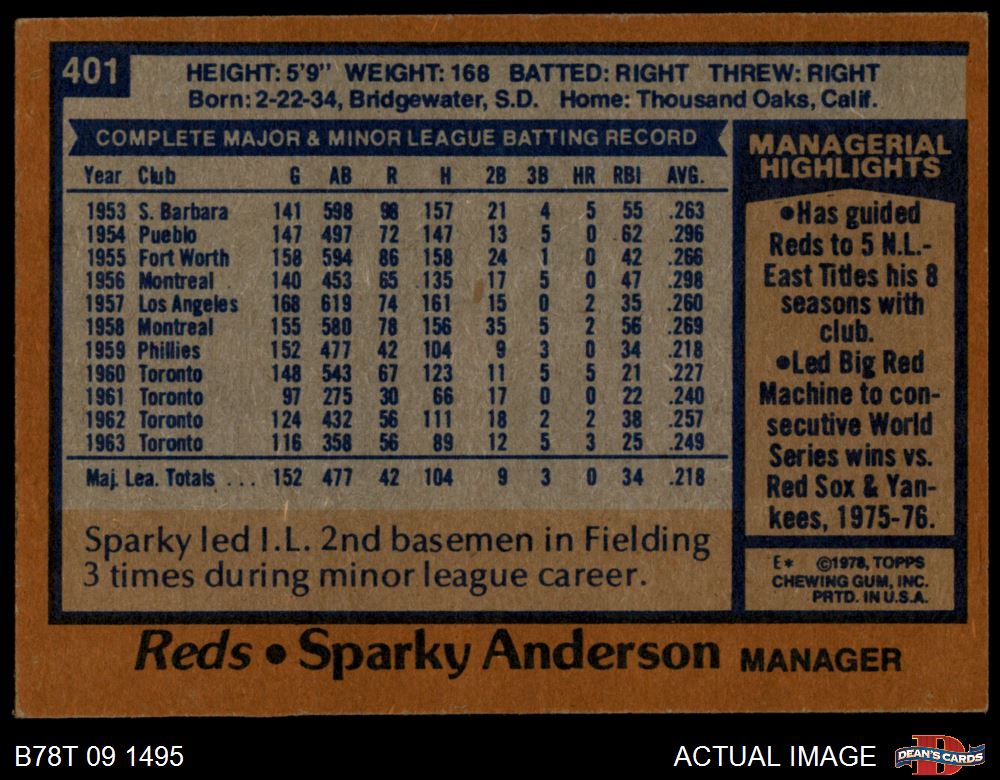 401
HEIGHT: 5'9" WEIGHT: 168 BATTED: RIGHT THREW: RIGHT
Born: 2-22-34, Bridgewater, S.D. Home: Thousand Oaks, Calif.
COMPLETE MAJOR & MINOR LEAGUE BATTING RECORD
Year Club G AB R H 2B 3B HR RBI AVG.
1953 S. Barbara 141 598 98 157 21 4 5 55 .263
1954 Pueblo 147 497 72 147 13 5 0 62 .296
1955 Fort Worth 158 594 86 158 24 1 0 42 .266
1956 Montreal 140 453 65 135 17 5 0 47 .298
1957 Los Angeles 168 619 74 161 15 0 2 35 .260
1958 Montreal 155 580 78 156 35 5 2 56 .269
1959 Phillies 152 477 42 104 9 3 0 34 .218
1960 Toronto 148 543 67 123 11 5 5 21 .227
1961 Toronto 97 275 30 66 17 0 0 22 .240
1962 Toronto 124 432 56 111 18 2 2 38 .257
1963 Toronto 116 358 56 89 12 5 3 25 .249
Maj. Lea. Totals ... 152 477 42 104 9 3 0 34 .218
Sparky led I.L. 2nd basemen in Fielding
3 times during minor league career.
MANAGERIAL
HIGHLIGHTS
•Has guided
Reds to 5 N.L.-
East Titles his 8
seasons with
club.
•Led Big Red
Machine to con-
secutive World
Series wins vs.
Red Sox & Yan-
kees, 1975-76.
E* ©1978, TOPPS
CHEWING GUM, INC.
PRTD. IN U.S.A.
Reds • Sparky Anderson MANAGER
B78T 09 1495
ACTUAL IMAGE
DEAN'S CARDS